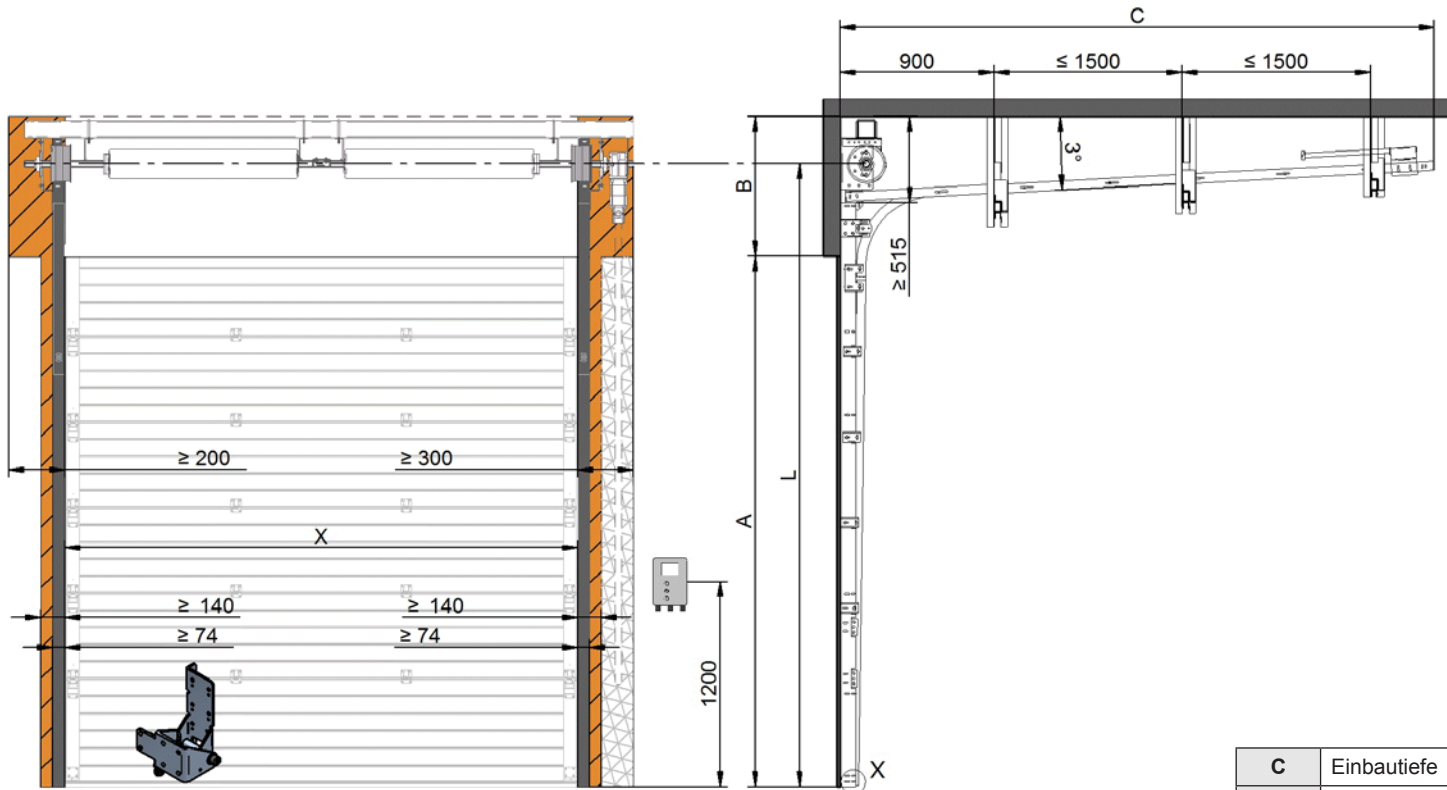 C
900
≤ 1500
≤ 1500
3°
B
≥ 515
≥ 200
≥ 300
L
A
X
≥ 140
≥ 140
≥ 74
≥ 74
1200
X
C Einbautiefe